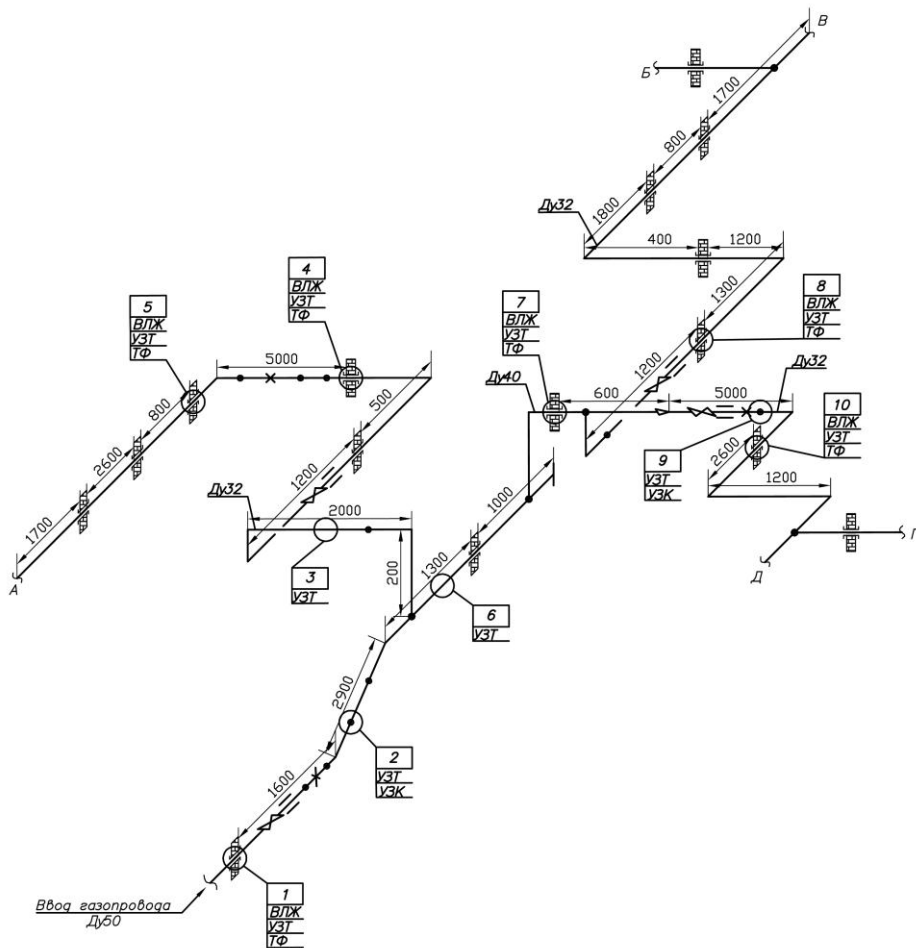 В
Б
1700
800
1800
Ду32
400
1200
1300
4
ВЛЖ
УЗТ
ТФ
5
ВЛЖ
УЗТ
ТФ
7
ВЛЖ
УЗТ
ТФ
8
ВЛЖ
УЗТ
ТФ
5000
500
1200
Ду40
600
5000
Ду32
10
ВЛЖ
УЗТ
ТФ
800
2600
1700
А
1200
Ду32
2000
200
3
УЗТ
1000
1300
9
УЗТ
УЗК
2600
1200
Г
Д
6
УЗТ
2900
2
УЗТ
УЗК
1600
Ввод газопровода
Ду50
1
ВЛЖ
УЗТ
ТФ